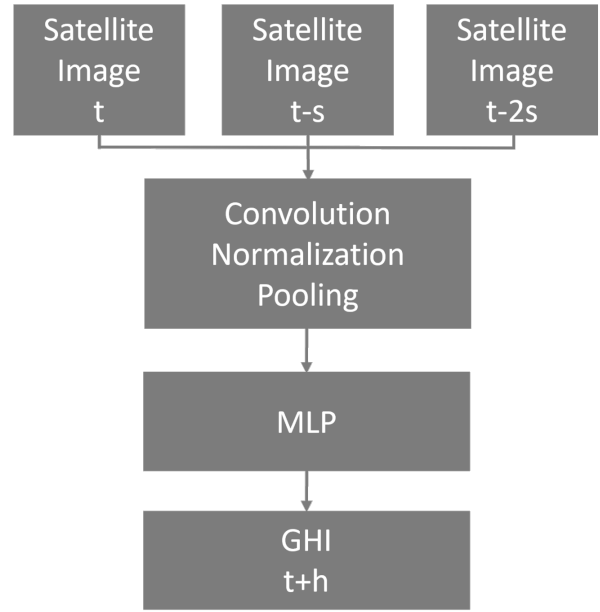 Satellite
Image
t
Satellite
Image
t-s
Satellite
Image
t-2s
Convolution
Normalization
Pooling
MLP
GHI
t+h